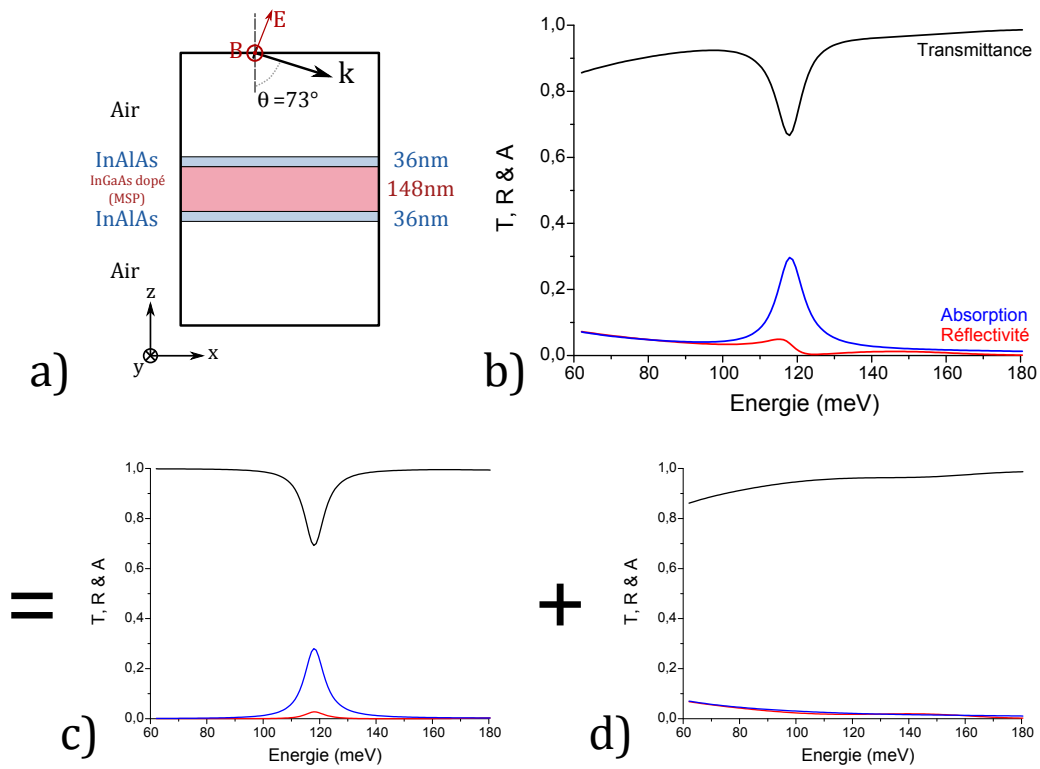 E
B
k
θ =73°
Air
InAlAs
36nm
InGaAs dopé
(MSP)
148nm
InAlAs
36nm
Air
z
x
y
a)
1,0
0,8
0,6
0,4
0,2
0,0
T, R & A
Transmittance
Absorption
Réflectivité
60 80 100 120 140 160 180
Energie (meV)
b)
=
1,0
0,8
0,6
0,4
0,2
0,0
T, R & A
60 80 100 120 140 160 180
Energie (meV)
c)
+
1,0
0,8
0,6
0,4
0,2
0,0
T, R & A
60 80 100 120 140 160 180
Energie (meV)
d)